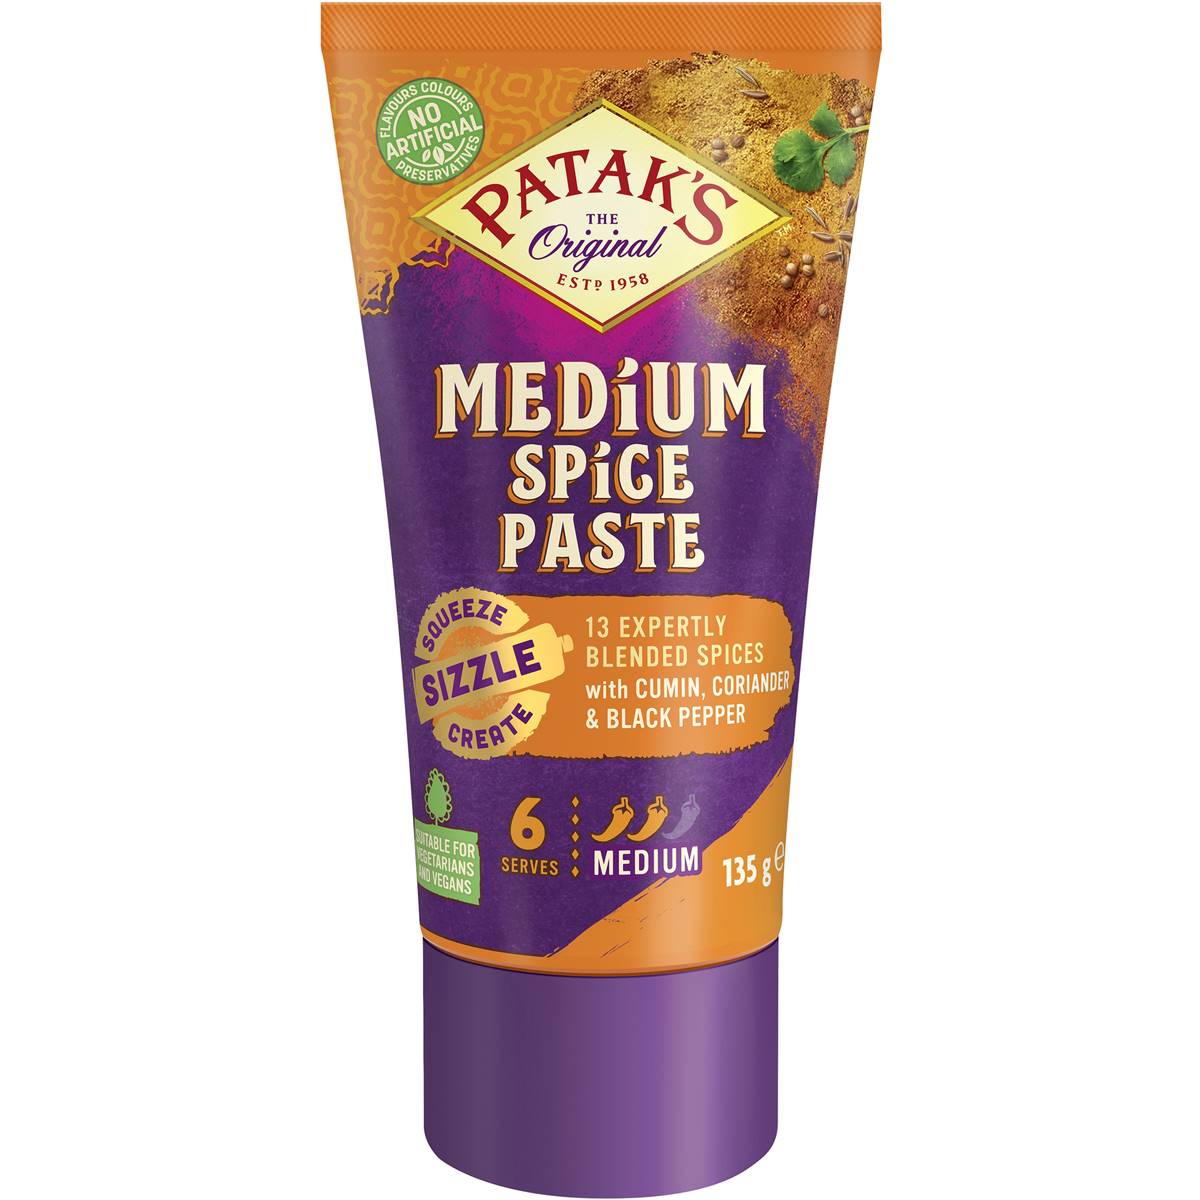 FLAVOURS COLOURS
NO
ARTIFICIAL
PRESERVATIVES
PATAK'S
TM
THE
Original
ESTD 1958
MEDIUM
SPICE
PASTE
SQUEEZE
SIZZLE
CREATE
13 EXPERTLY
BLENDED SPICES
with CUMIN, CORIANDER
& BLACK PEPPER
SUITABLE FOR
VEGETARIANS
AND VEGANS
6
SERVES
MEDIUM
135 g e